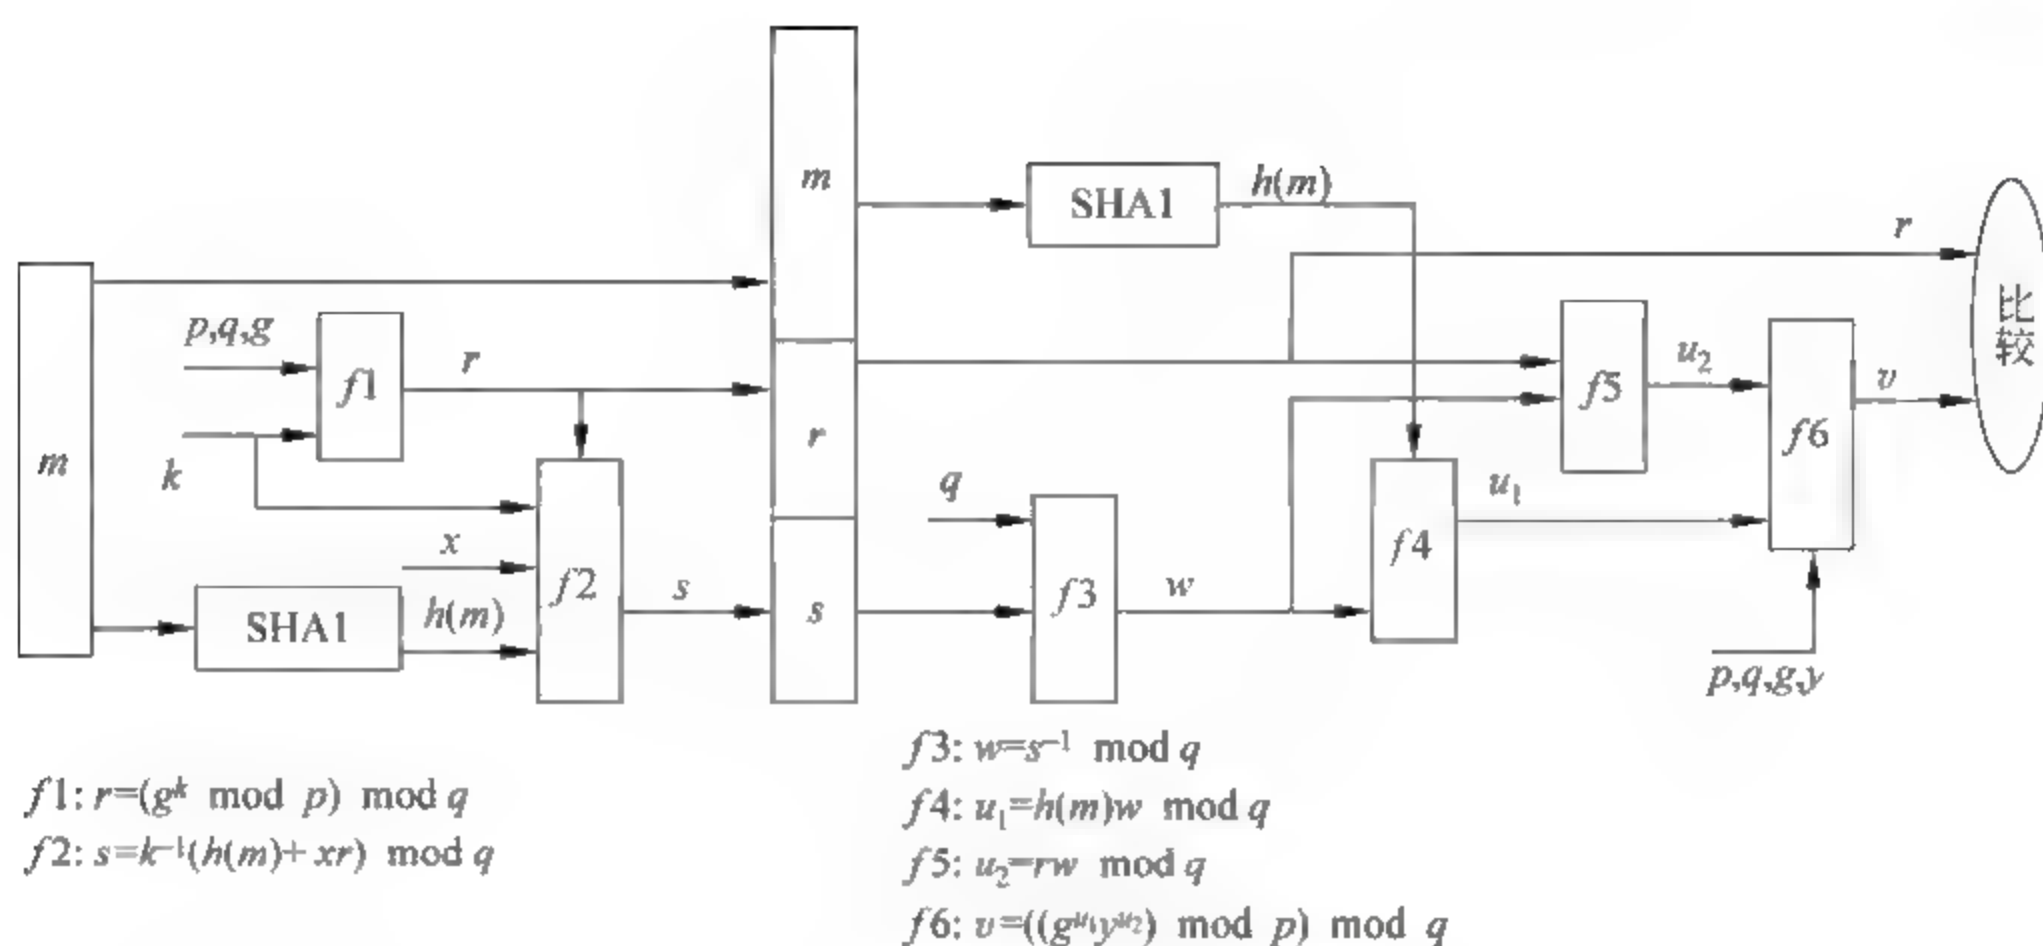 m
SHA1
h(m)
r
比较
p,q,g
f1
r
k
m
f2
x
SHA1
h(m)
s
r
s
q
f3
w
f4
u₁
f5
u₂
f6
v
p,q,g,y
f1: r=(gᵏ mod p) mod q
f2: s=k⁻¹(h(m)+xr) mod q
f3: w=s⁻¹ mod q
f4: u₁=h(m)w mod q
f5: u₂=rw mod q
f6: v=((g^u₁y^u₂) mod p) mod q